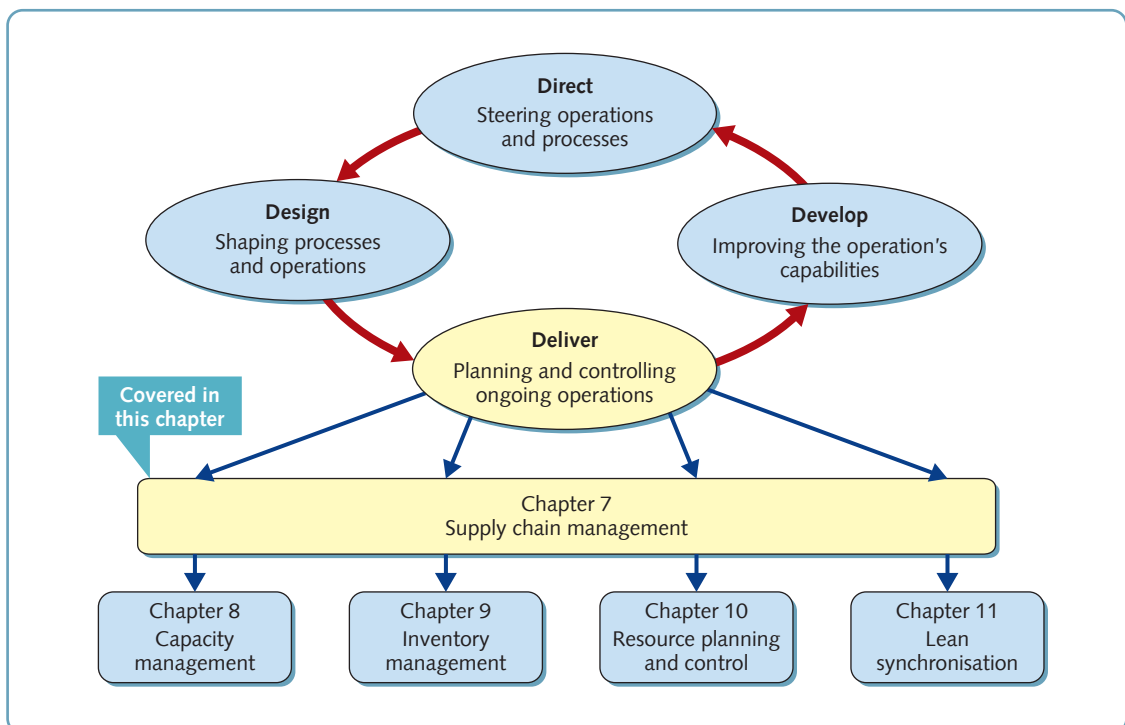 Direct
Steering operations
and processes
Design
Shaping processes
and operations
Develop
Improving the operation's
capabilities
Deliver
Planning and controlling
ongoing operations
Covered in
this chapter
Chapter 7
Supply chain management
Chapter 8
Capacity
management
Chapter 9
Inventory
management
Chapter 10
Resource planning
and control
Chapter 11
Lean
synchronisation